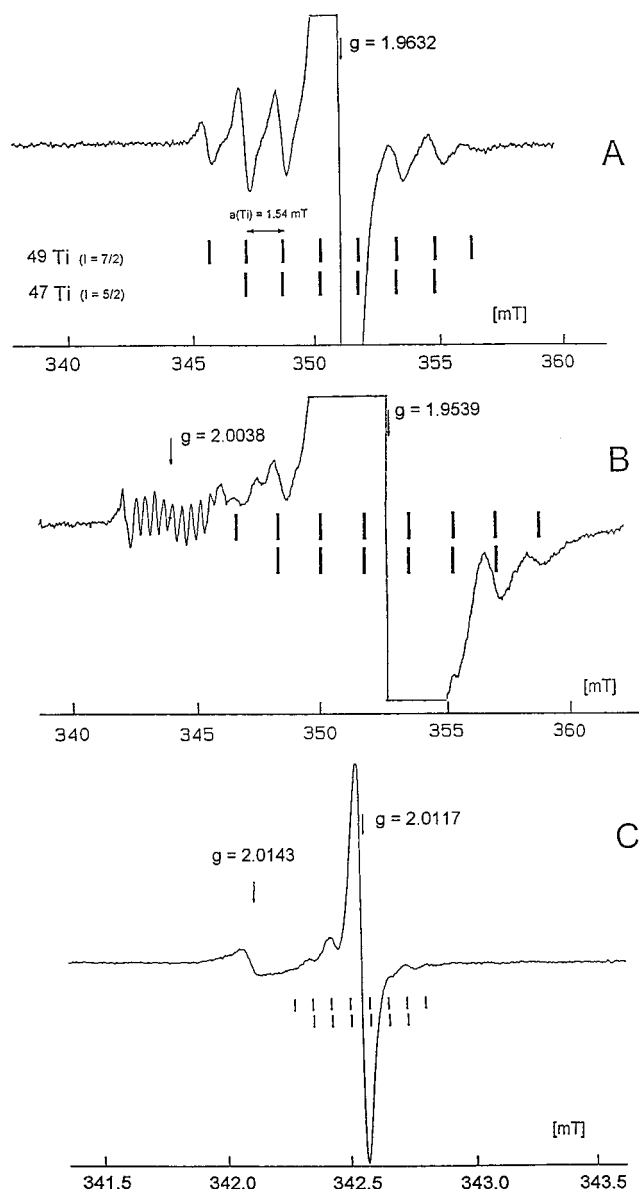 g = 1.9632
A
a(Ti) = 1.54 mT
49 Ti (I = 7/2)
47 Ti (I = 5/2)
[mT]
340 345 350 355 360
g = 1.9539
g = 2.0038
B
[mT]
340 345 350 355 360
g = 2.0117
C
g = 2.0143
[mT]
341.5 342.0 342.5 343.0 343.5